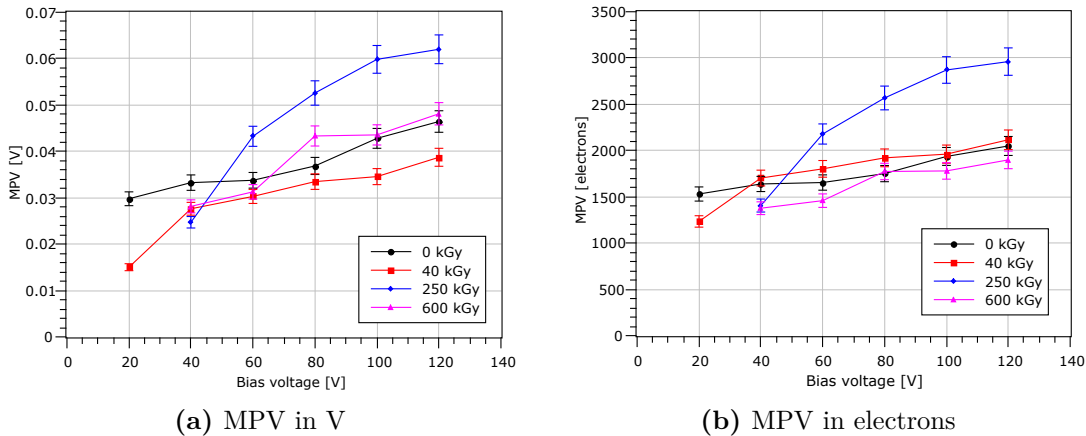 0.07
0.06
0.05
0.04
0.03
0.02
0.01
0
MPV [V]
0 20 40 60 80 100 120 140
Bias voltage [V]
0 kGy
40 kGy
250 kGy
600 kGy
(a) MPV in V
3500
3000
2500
2000
1500
1000
500
0
MPV [ electrons]
0 20 40 60 80 100 120 140
Bias voltage [V]
0 kGy
40 kGy
250 kGy
600 kGy
(b) MPV in electrons